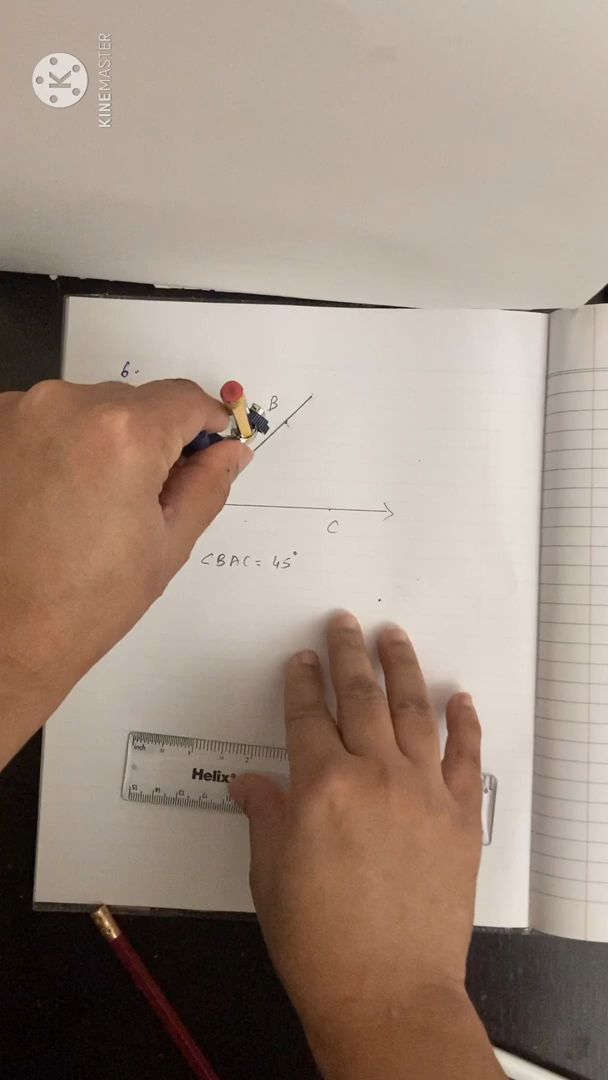 KINEMASTER
6.
B
C
∠BAC = 45°
inch
Helix